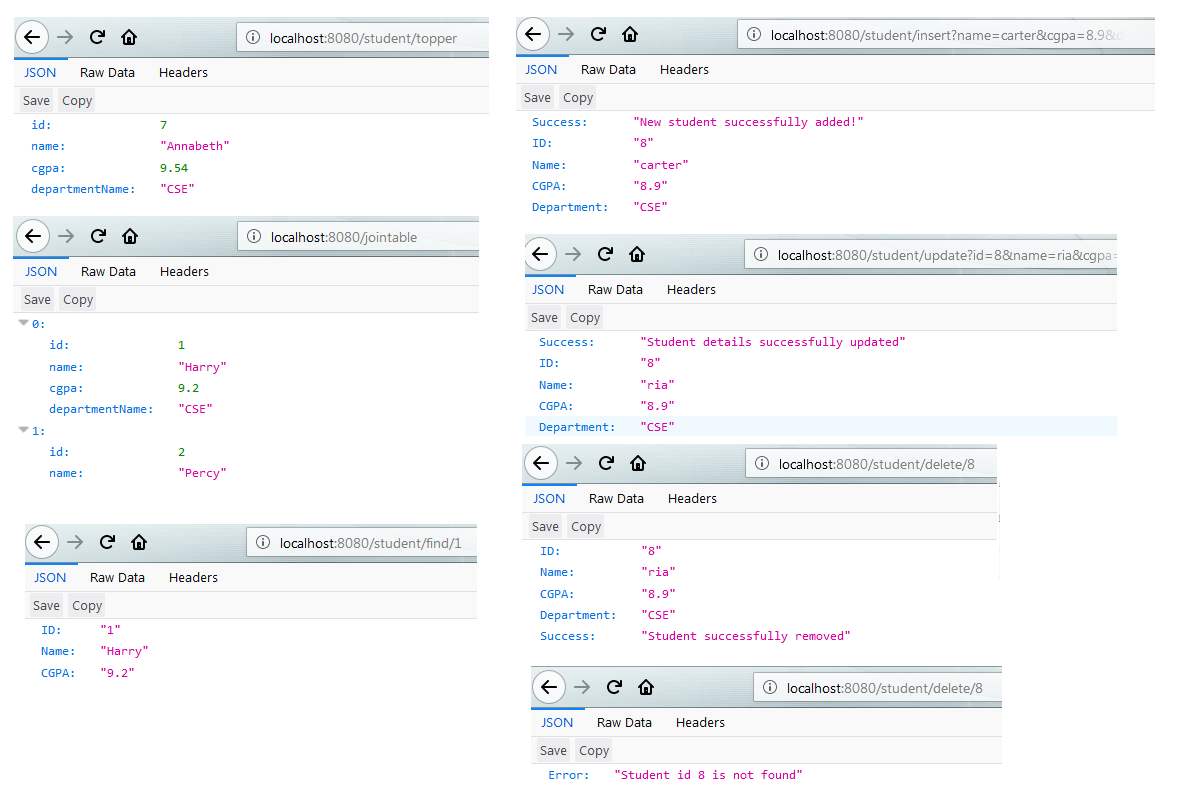 localhost:8080/student/topper
JSON Raw Data Headers
Save Copy
id: 7
name: "Annabeth"
cgpa: 9.54
departmentName: "CSE"
localhost:8080/jointable
JSON Raw Data Headers
Save Copy
0:
id: 1
name: "Harry"
cgpa: 9.2
departmentName: "CSE"
1:
id: 2
name: "Percy"
localhost:8080/student/find/1
JSON Raw Data Headers
Save Copy
ID: "1"
Name: "Harry"
CGPA: "9.2"
localhost:8080/student/insert?name=carter&cgpa=8.9&
JSON Raw Data Headers
Save Copy
Success: "New student successfully added!"
ID: "8"
Name: "carter"
CGPA: "8.9"
Department: "CSE"
localhost:8080/student/update?id=8&name=ria&cgpa=
JSON Raw Data Headers
Save Copy
Success: "Student details successfully updated"
ID: "8"
Name: "ria"
CGPA: "8.9"
Department: "CSE"
localhost:8080/student/delete/8
JSON Raw Data Headers
Save Copy
ID: "8"
Name: "ria"
CGPA: "8.9"
Department: "CSE"
Success: "Student successfully removed"
localhost:8080/student/delete/8
JSON Raw Data Headers
Save Copy
Error: "Student id 8 is not found"